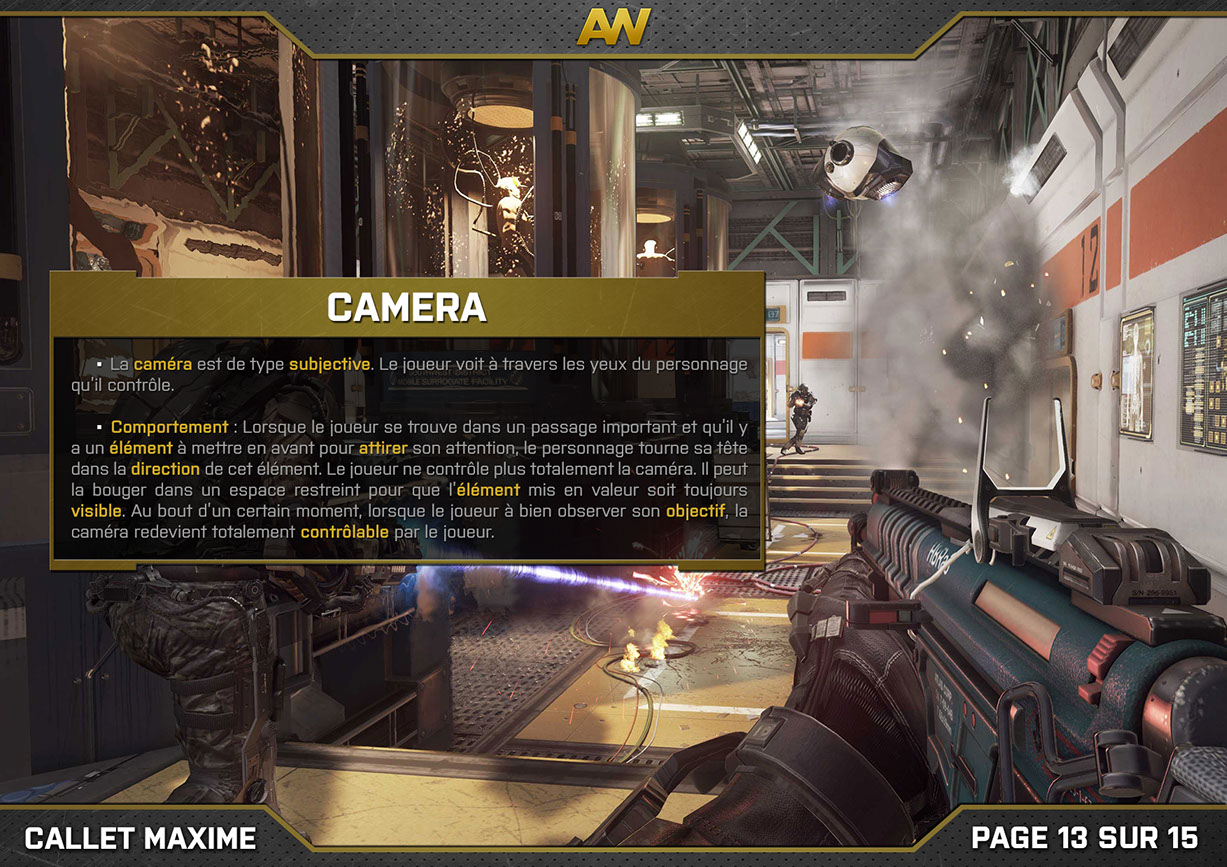 AW
CAMERA
▪ La caméra est de type subjective. Le joueur voit à travers les yeux du personnage
qu'il contrôle.
▪ Comportement : Lorsque le joueur se trouve dans un passage important et qu'il y
a un élément à mettre en avant pour attirer son attention, le personnage tourne sa tête
dans la direction de cet élément. Le joueur ne contrôle plus totalement la caméra. Il peut
la bouger dans un espace restreint pour que l'élément mis en valeur soit toujours
visible. Au bout d'un certain moment, lorsque le joueur à bien observer son objectif, la
caméra redevient totalement contrôlable par le joueur.
12
CALLET MAXIME
PAGE 13 SUR 15